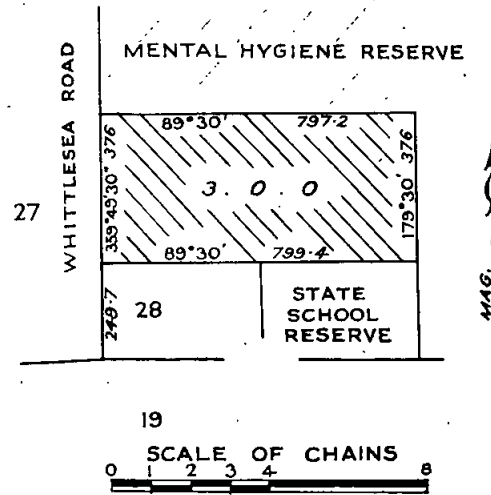 MENTAL HYGIENE RESERVE
WHITTLESEA ROAD
89°30' 797·2
359°49'30" 376
3 . 0 . 0
179°30' 376
27
89°30' 799·4
249·7
28
STATE
SCHOOL
RESERVE
MAG.
19
SCALE OF CHAINS
0 1 2 3 4 8